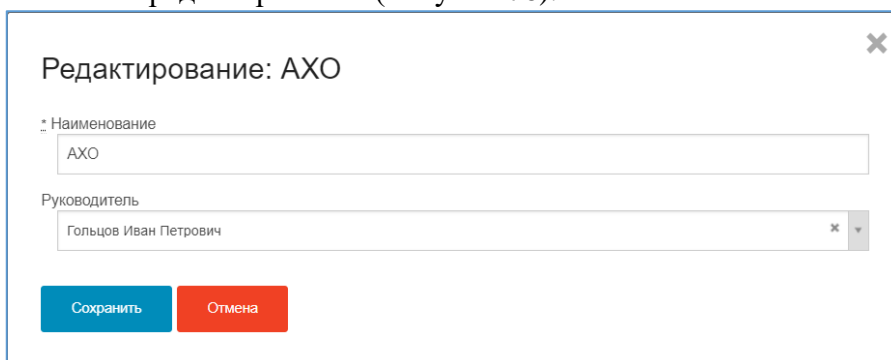 Редактирование: АХО
* Наименование
АХО
Руководитель
Гольцов Иван Петрович
Сохранить
Отмена